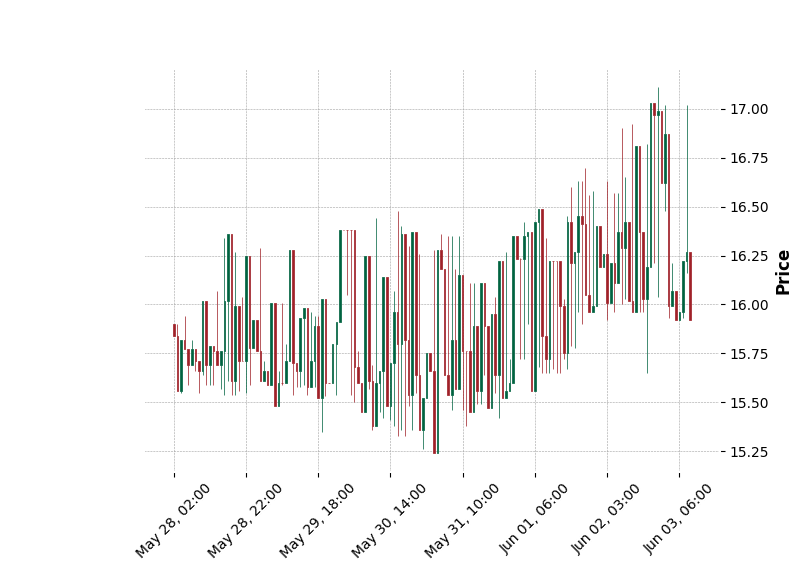 17.00
16.75
16.50
16.25
16.00
15.75
15.50
15.25
Price
May 28, 02:00
May 28, 22:00
May 29, 18:00
May 30, 14:00
May 31, 10:00
Jun 01, 06:00
Jun 02, 03:00
Jun 03, 06:00